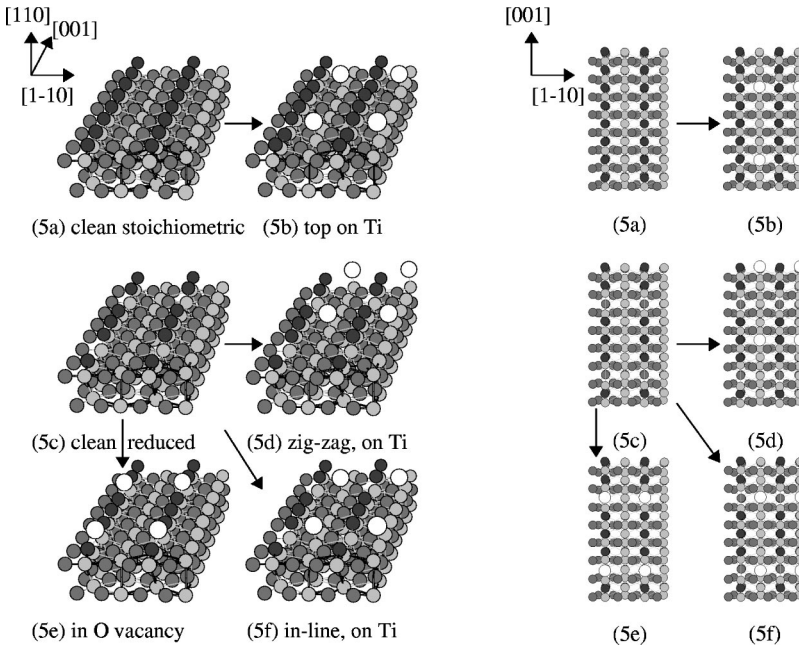 [110]
[001]
[1-10]
[001]
[1-10]
(5a) clean stoichiometric
(5b) top on Ti
(5a)
(5b)
(5c) clean reduced
(5d) zig-zag, on Ti
(5c)
(5d)
(5e) in O vacancy
(5f) in-line, on Ti
(5e)
(5f)